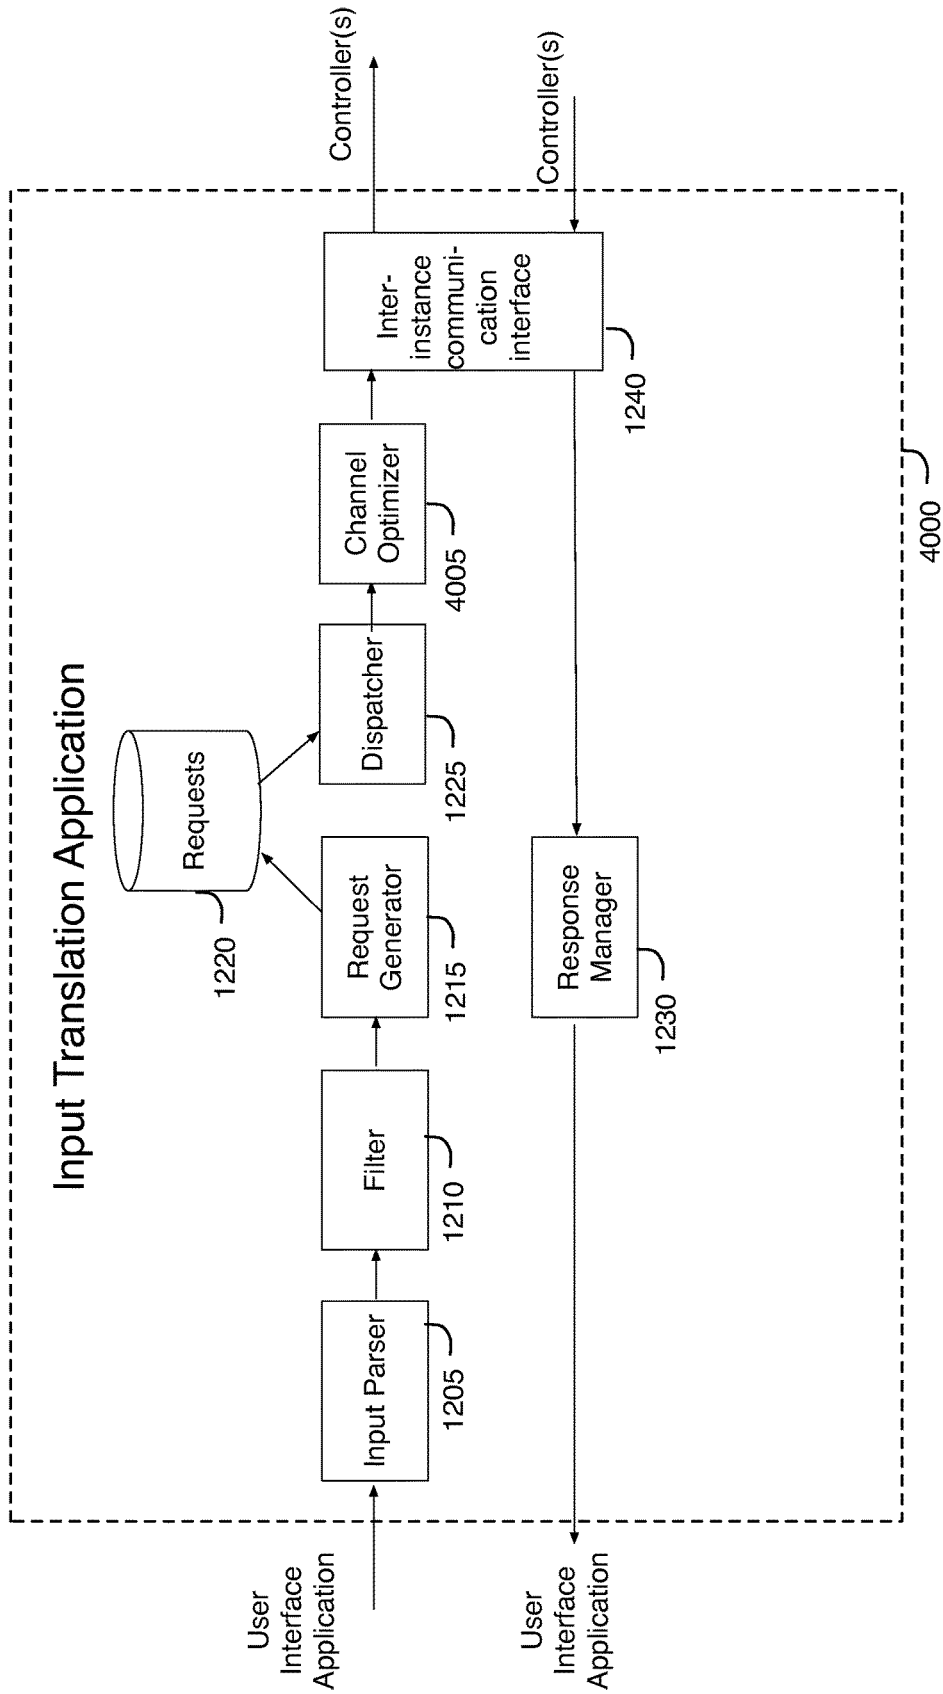 Input Translation Application
Requests
1220
User
Interface
Application
Input Parser
1205
Filter
1210
Request
Generator
1215
Dispatcher
1225
Channel
Optimizer
4005
Inter-
instance
communi-
cation
interface
1240
Controller(s)
Controller(s)
Response
Manager
1230
User
Interface
Application
4000